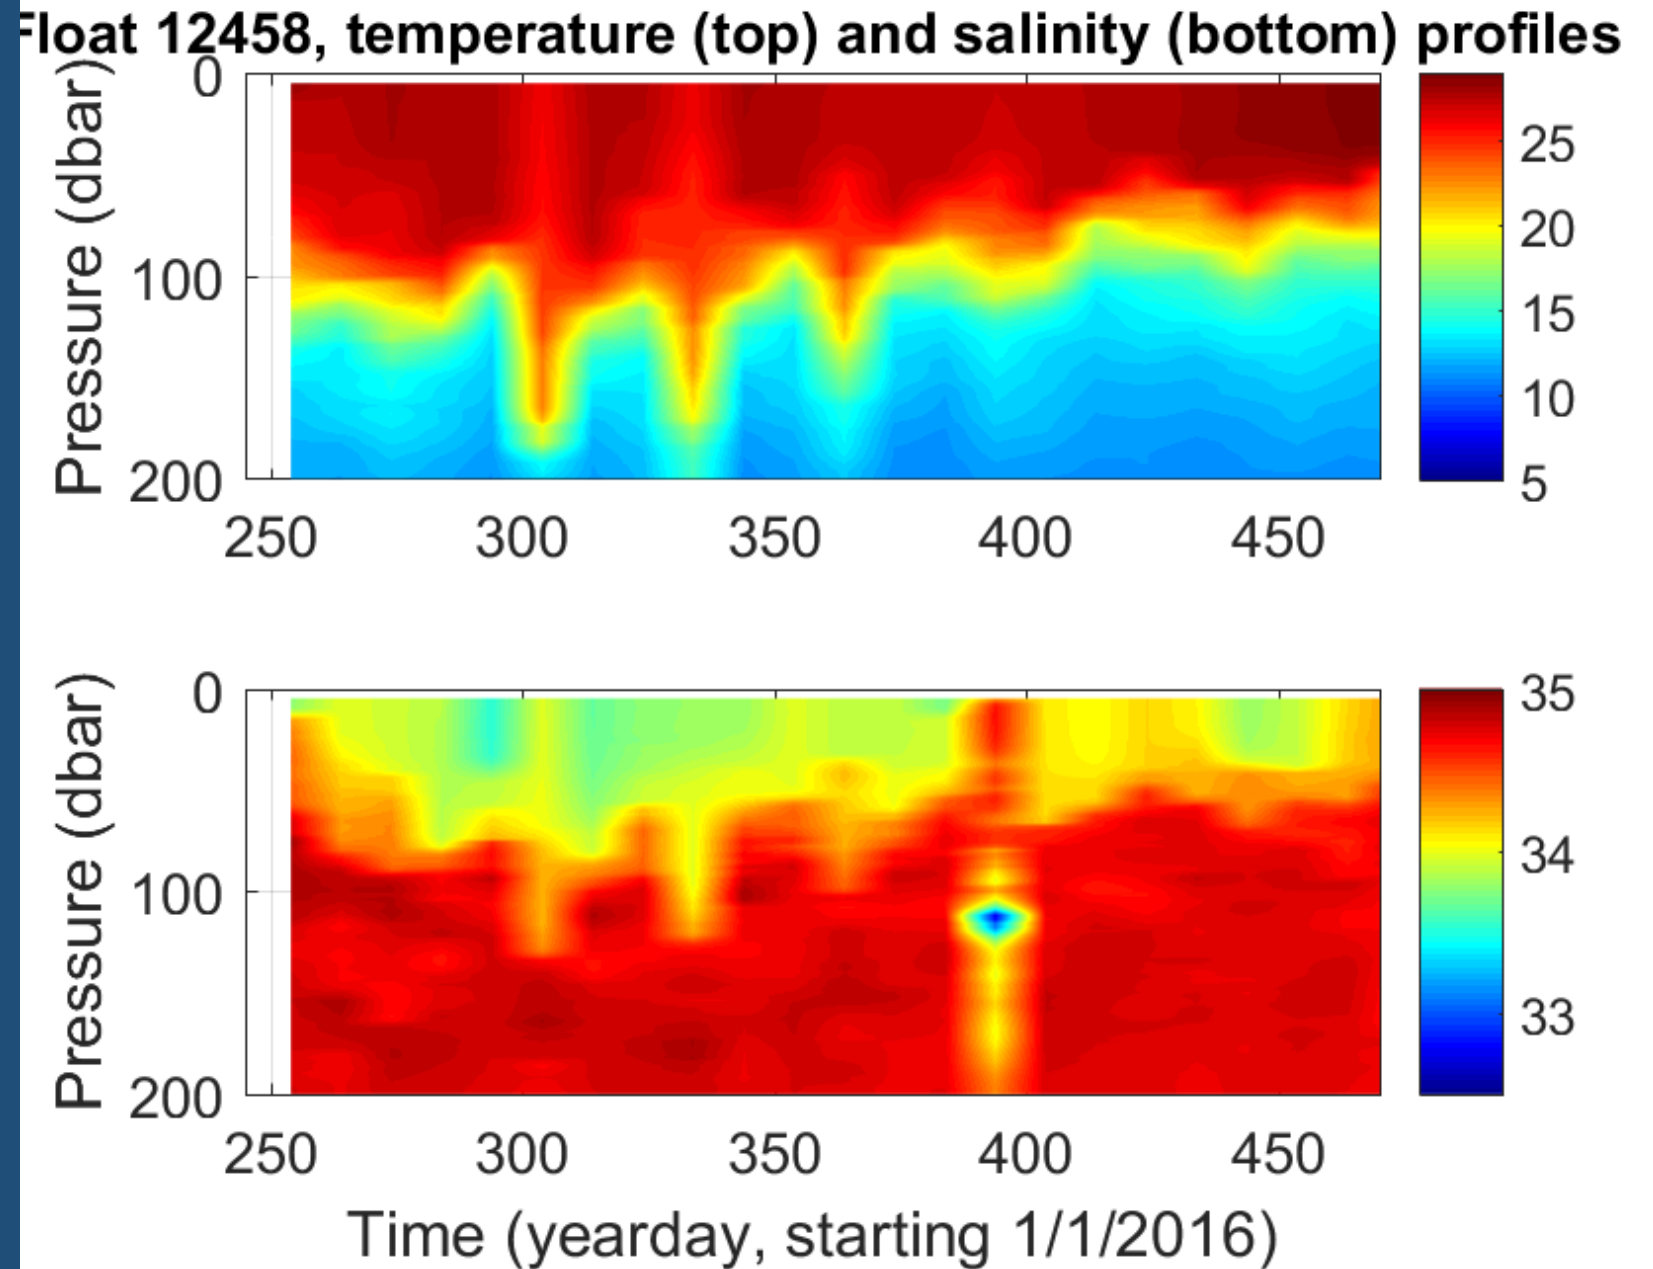 Float 12458, temperature (top) and salinity (bottom) profiles
Pressure (dbar)
0
100
200
250 300 350 400 450
25
20
15
10
5
Pressure (dbar)
0
100
200
250 300 350 400 450
35
34
33
Time (yearday, starting 1/1/2016)